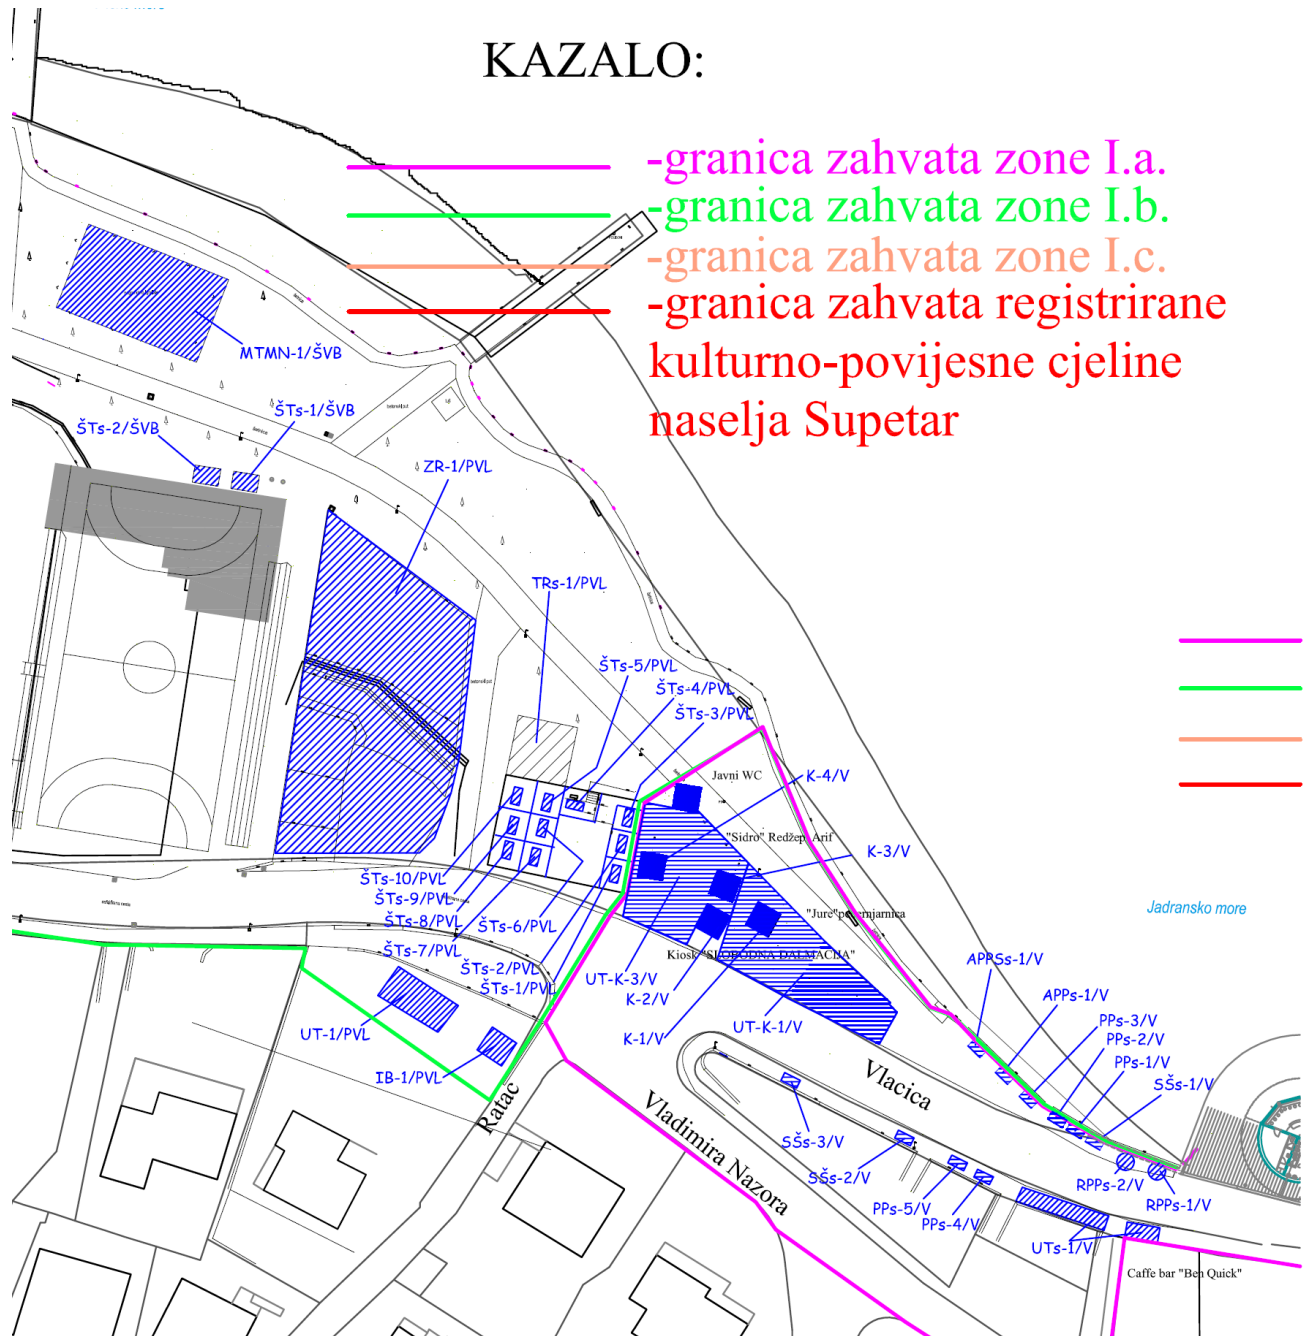 KAZALO:
-granica zahvata zone I.a.
-granica zahvata zone I.b.
-granica zahvata zone I.c.
-granica zahvata registrirane
kulturno-povijesne cjeline
naselja Supetar
MTMN-1/ŠVB
ŠTs-1/ŠVB
ŠTs-2/ŠVB
ZR-1/PVL
TRs-1/PVL
ŠTs-5/PVL
ŠTs-4/PVL
ŠTs-3/PVL
Javni WC
K-4/V
"Sidro" Redžep Arif
K-3/V
ŠTs-10/PVL
ŠTs-9/PVL
ŠTs-8/PVL
ŠTs-7/PVL
ŠTs-6/PVL
ŠTs-2/PVL
ŠTs-1/PVL
Jadransko more
Kiosk "SLOBODNA DALMACIJA"
UT-K-3/V
K-2/V
K-1/V
UT-K-1/V
APPSs-1/V
APPs-1/V
PPs-3/V
PPs-2/V
PPs-1/V
SŠs-1/V
UT-1/PVL
IB-1/PVL
Ratac
Vlacica
Vladimira Nazora
SŠs-3/V
SŠs-2/V
PPs-5/V
PPs-4/V
RPPs-2/V
RPPs-1/V
UTs-1/V
Caffe bar "Ben Quick"